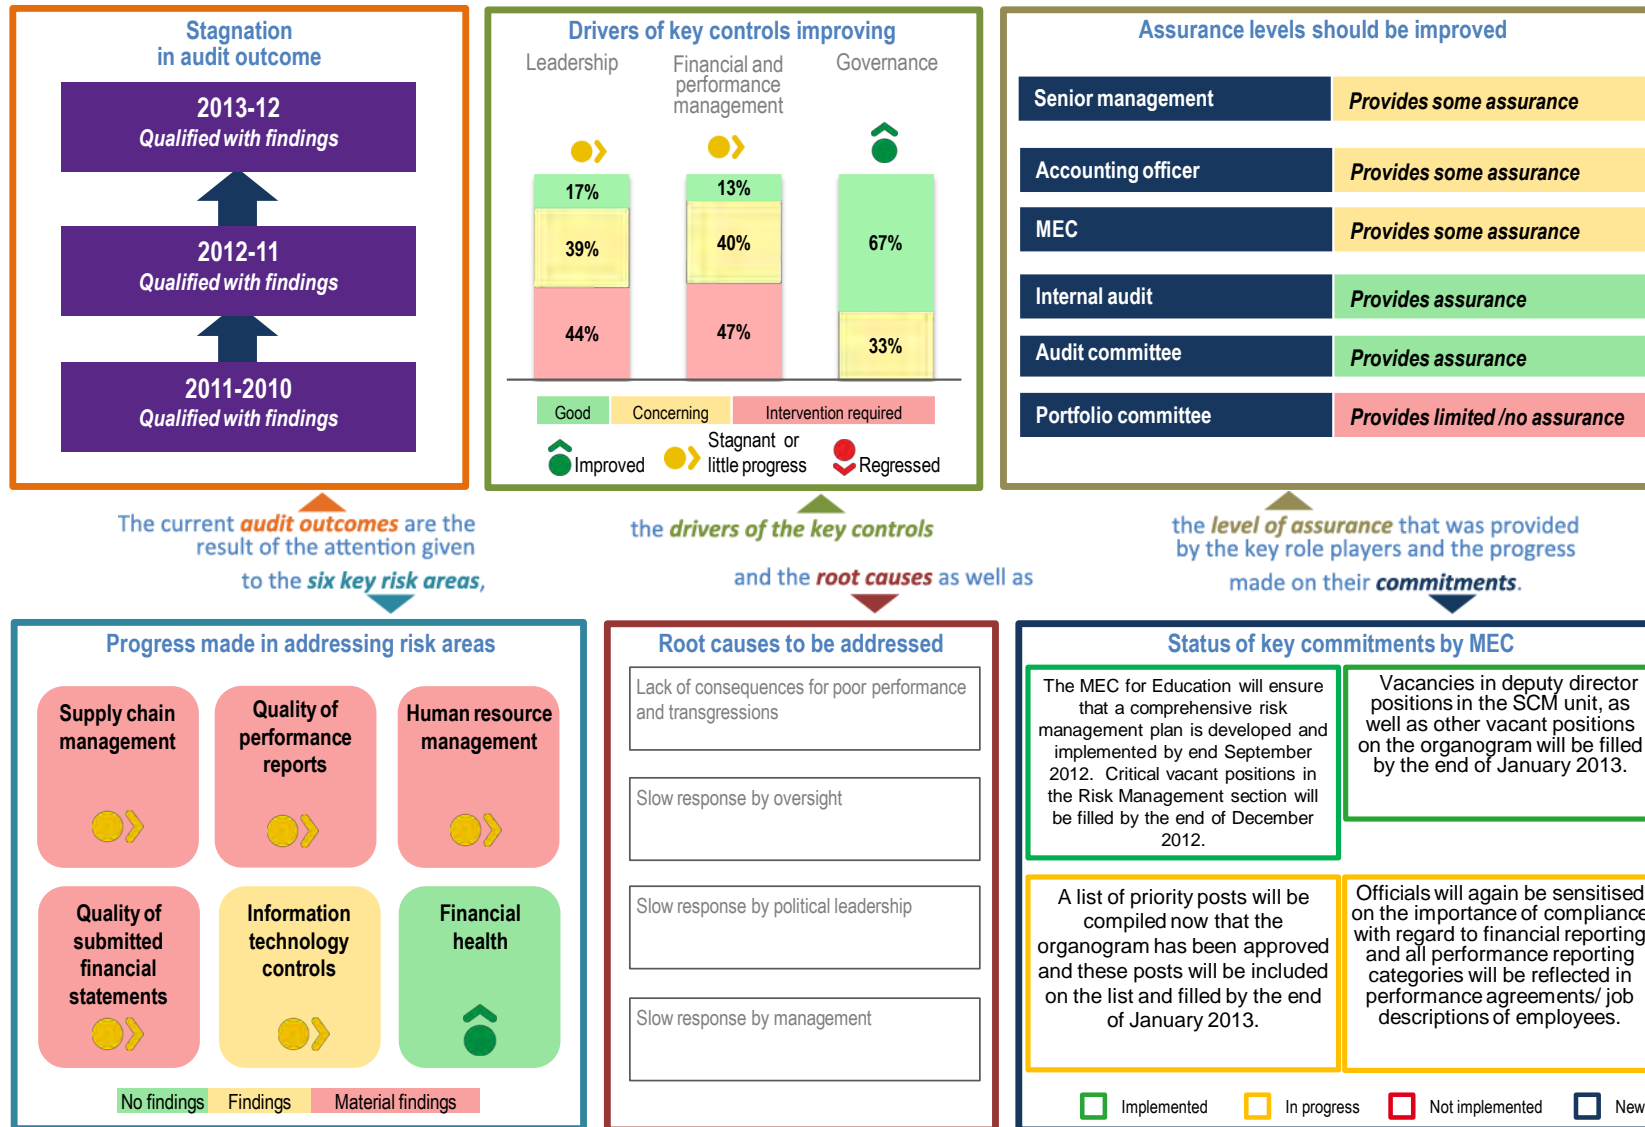 Stagnation
in audit outcome
2013-12
Qualified with findings
2012-11
Qualified with findings
2011-2010
Qualified with findings
Drivers of key controls improving
Leadership
Financial and
performance
management
Governance
17%
39%
44%
13%
40%
47%
67%
33%
Good
Concerning
Intervention required
Improved
Stagnant or
little progress
Regressed
Assurance levels should be improved
Senior management
Provides some assurance
Accounting officer
Provides some assurance
MEC
Provides some assurance
Internal audit
Provides assurance
Audit committee
Provides assurance
Portfolio committee
Provides limited /no assurance
The current audit outcomes are the
result of the attention given
to the six key risk areas,
the drivers of the key controls
and the root causes as well as
the level of assurance that was provided
by the key role players and the progress
made on their commitments.
Progress made in addressing risk areas
Supply chain
management
Quality of
performance
reports
Human resource
management
Quality of
submitted
financial
statements
Information
technology
controls
Financial
health
No findings
Findings
Material findings
Root causes to be addressed
Lack of consequences for poor performance
and transgressions
Slow response by oversight
Slow response by political leadership
Slow response by management
Status of key commitments by MEC
The MEC for Education will ensure
that a comprehensive risk
management plan is developed and
implemented by end September
2012. Critical vacant positions in
the Risk Management section will
be filled by the end of December
2012.
Vacancies in deputy director
positions in the SCM unit, as
well as other vacant positions
on the organogram will be filled
by the end of January 2013.
A list of priority posts will be
compiled now that the
organogram has been approved
and these posts will be included
on the list and filled by the end
of January 2013.
Officials will again be sensitised
on the importance of compliance
with regard to financial reporting
and all performance reporting
categories will be reflected in
performance agreements/ job
descriptions of employees.
Implemented
In progress
Not implemented
New